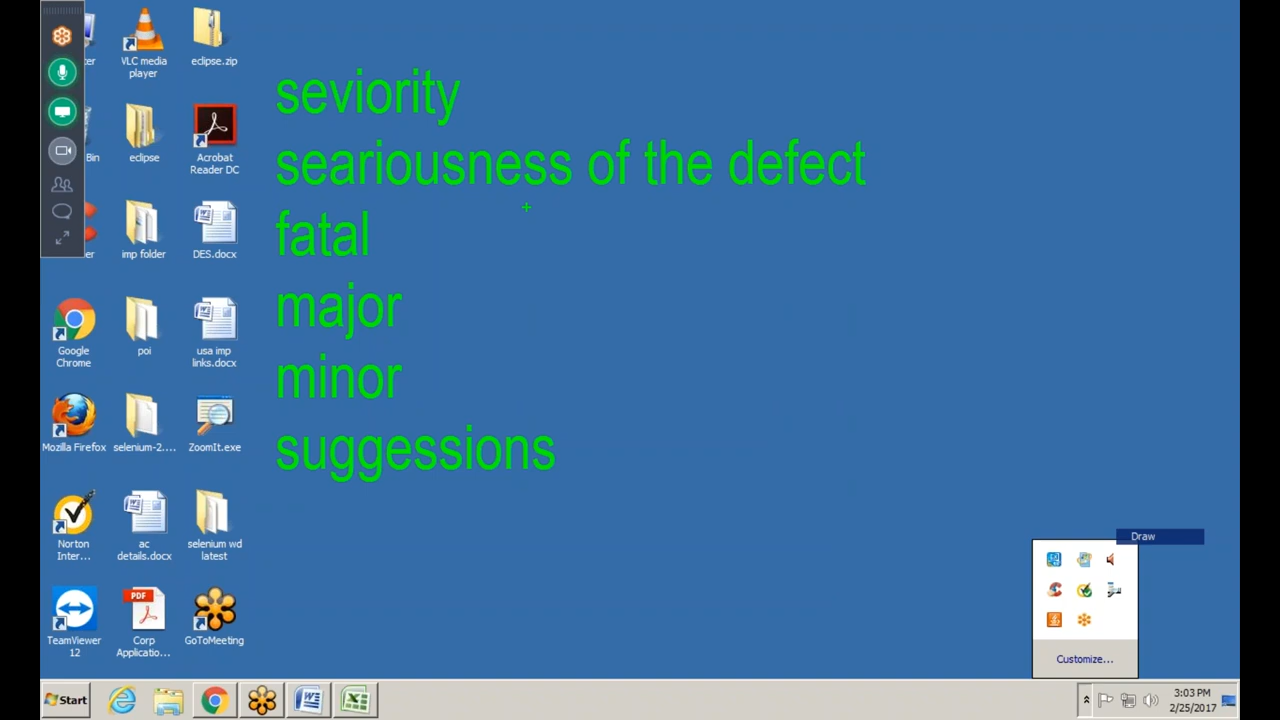 VLC media player
eclipse.zip
seviority
seariousness of the defect
Bin
eclipse
Acrobat Reader DC
fatal
imp folder
DES.docx
major
Google Chrome
poi
usa imp links.docx
minor
Mozilla Firefox
selenium-2....
ZoomIt.exe
suggessions
Norton Inter...
ac details.docx
selenium wd latest
Draw
PDF
TeamViewer 12
Corp Applicatio...
GoToMeeting
Customize...
Start
3:03 PM
2/25/2017